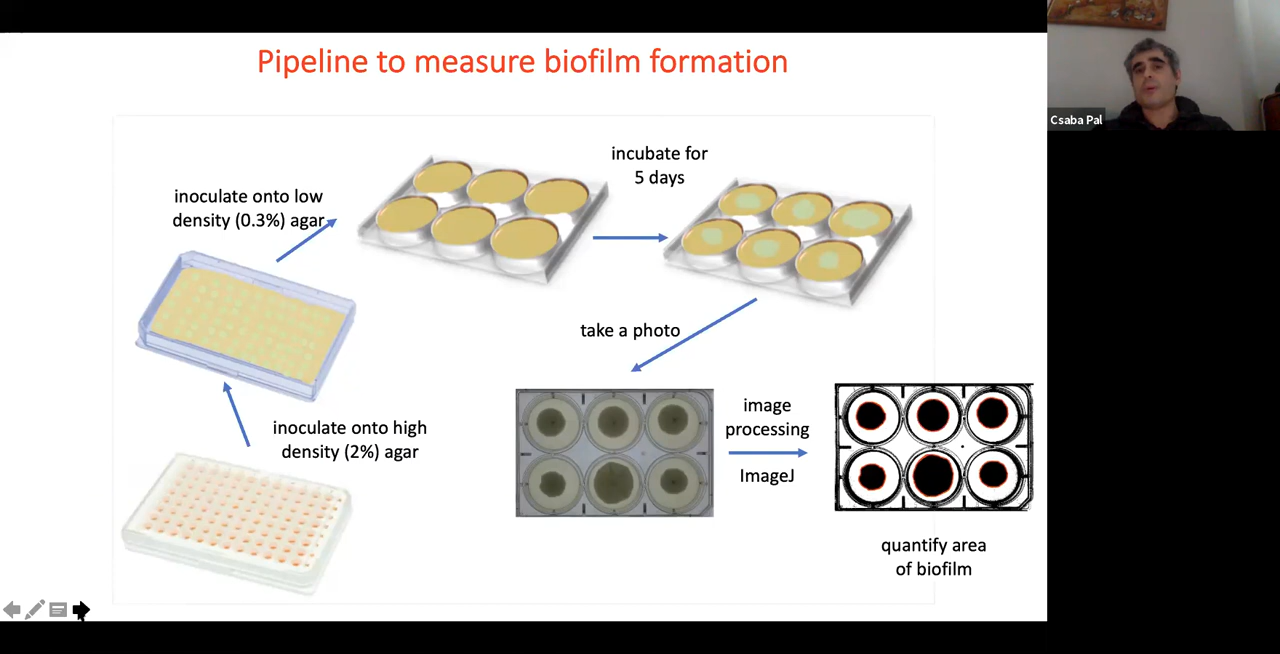 Pipeline to measure biofilm formation
Csaba Pal
incubate for
5 days
inoculate onto low
density (0.3%) agar
take a photo
image
processing
ImageJ
inoculate onto high
density (2%) agar
quantify area
of biofilm